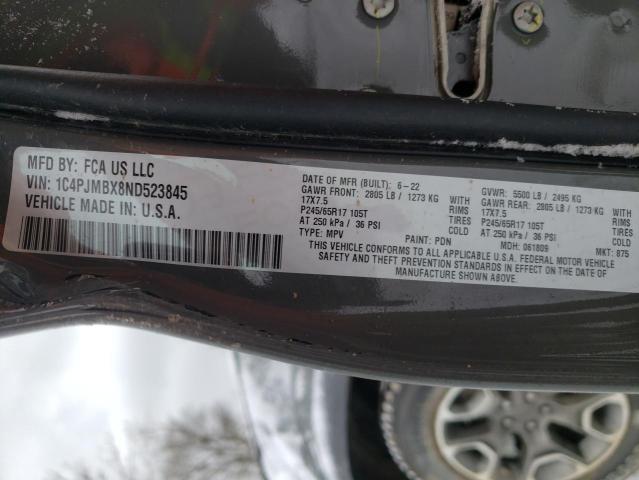 MFD BY: FCA US LLC
VIN: 1C4PJMBX8ND523845
VEHICLE MADE IN: U.S.A.
DATE OF MFR (BUILT): 6-22 GVWR: 5500 LB / 2495 KG
GAWR FRONT: 2805 LB / 1273 KG WITH GAWR REAR: 2805 LB / 1273 KG WITH
17X7.5 RIMS 17X7.5 RIMS
P245/65R17 105T TIRES P245/65R17 105T TIRES
AT 250 kPa / 36 PSI COLD AT 250 kPa / 36 PSI COLD
TYPE: MPV PAINT: PDN MDH: 061809 MKT: 875
THIS VEHICLE CONFORMS TO ALL APPLICABLE U.S.A. FEDERAL MOTOR VEHICLE
SAFETY AND THEFT PREVENTION STANDARDS IN EFFECT ON THE DATE OF
MANUFACTURE SHOWN ABOVE.